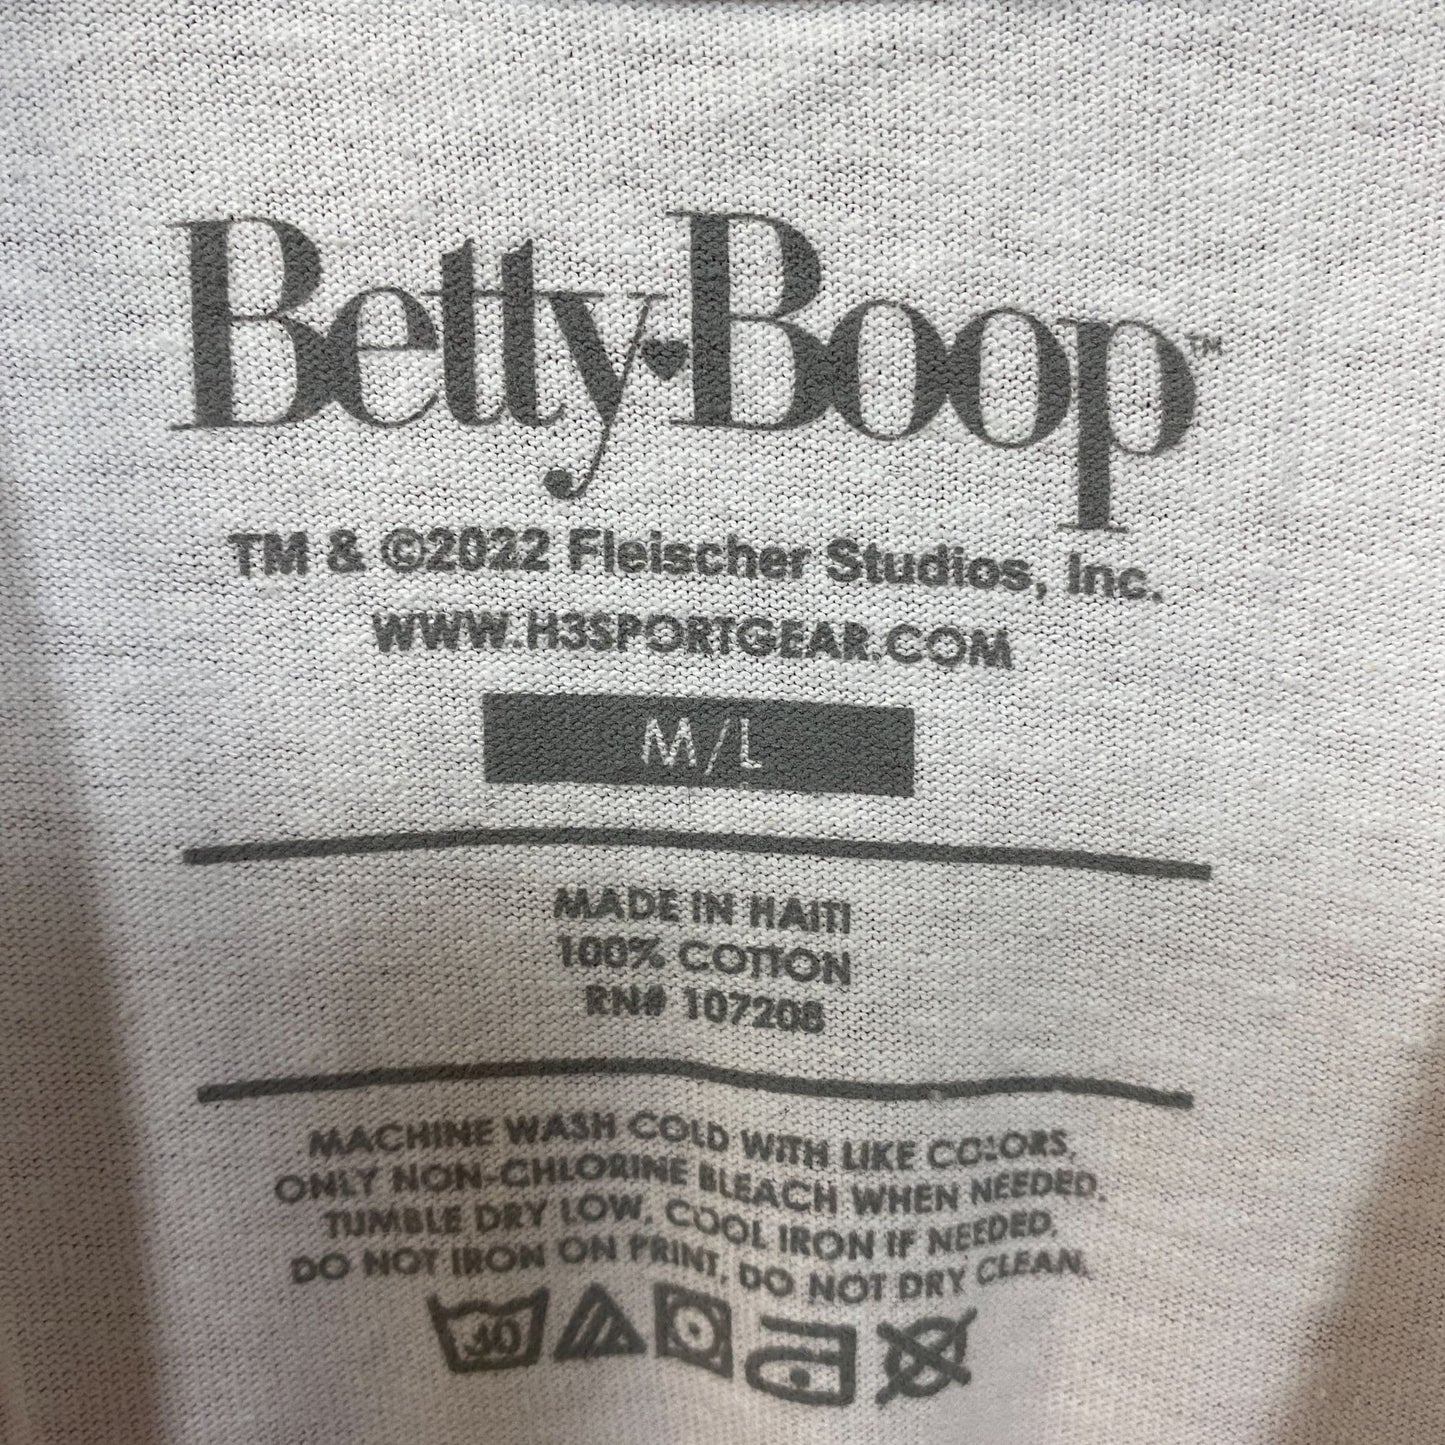 Betty♥Boop™
TM & ©2022 Fleischer Studios, Inc.
WWW.H3SPORTGEAR.COM
M/L
MADE IN HAITI
100% COTTON
RN# 107208
MACHINE WASH COLD WITH LIKE COLORS,
ONLY NON-CHLORINE BLEACH WHEN NEEDED,
TUMBLE DRY LOW, COOL IRON IF NEEDED,
DO NOT IRON ON PRINT, DO NOT DRY CLEAN.
30